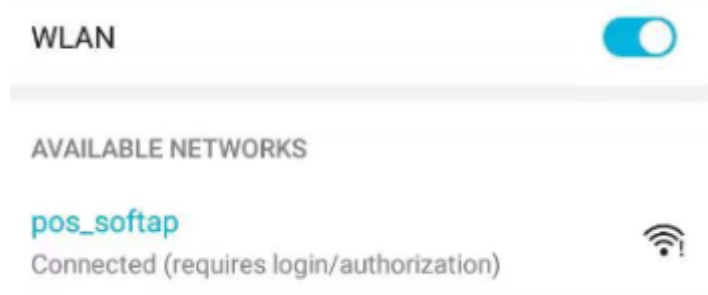 WLAN
AVAILABLE NETWORKS
pos_softap
Connected (requires login/authorization)